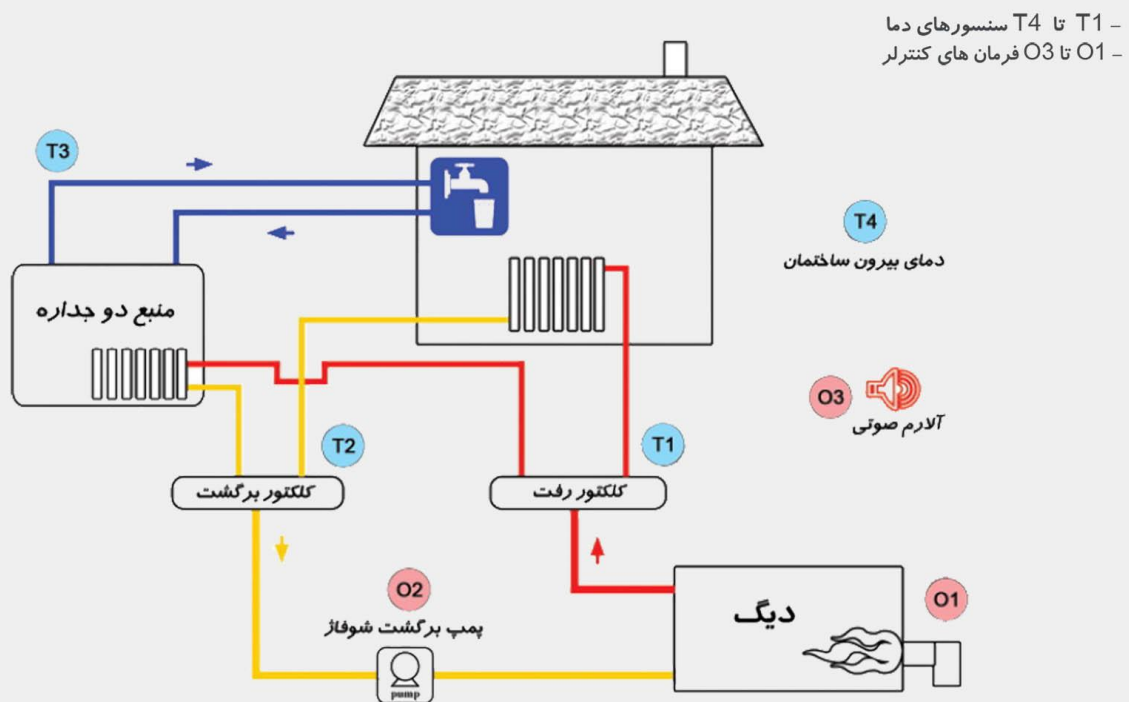 - T1 تا T4 سنسورهای دما
- O1 تا O3 فرمان های کنترلر
T3
T4
دمای بیرون ساختمان
منبع دو جداره
O3
آلارم صوتی
T2
T1
کلکتور برگشت
کلکتور رفت
O2
پمپ برگشت شوفاژ
pump
دیگ
O1